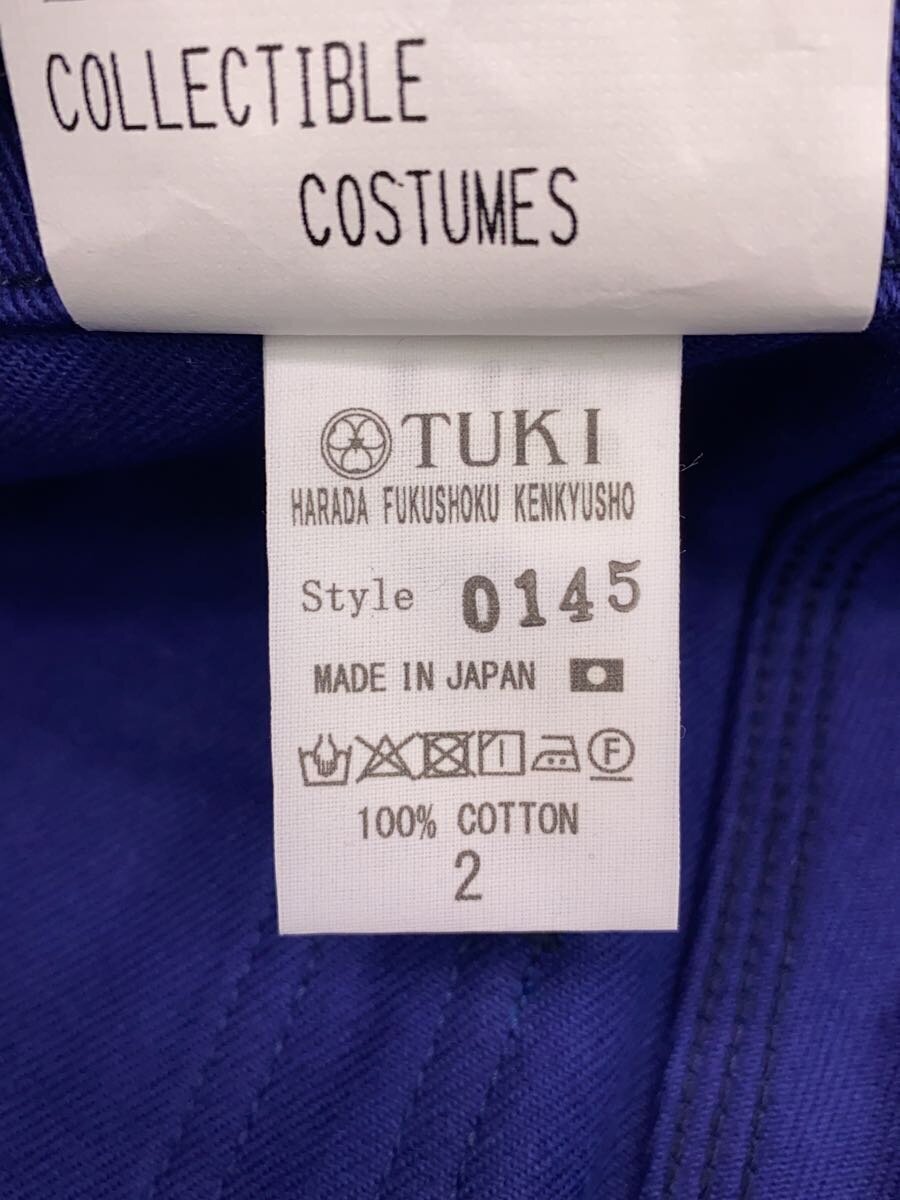 COLLECTIBLE
COSTUMES
TUKI
HARADA FUKUSHOKU KENKYUSHO
Style 0145
MADE IN JAPAN
F
100% COTTON
2